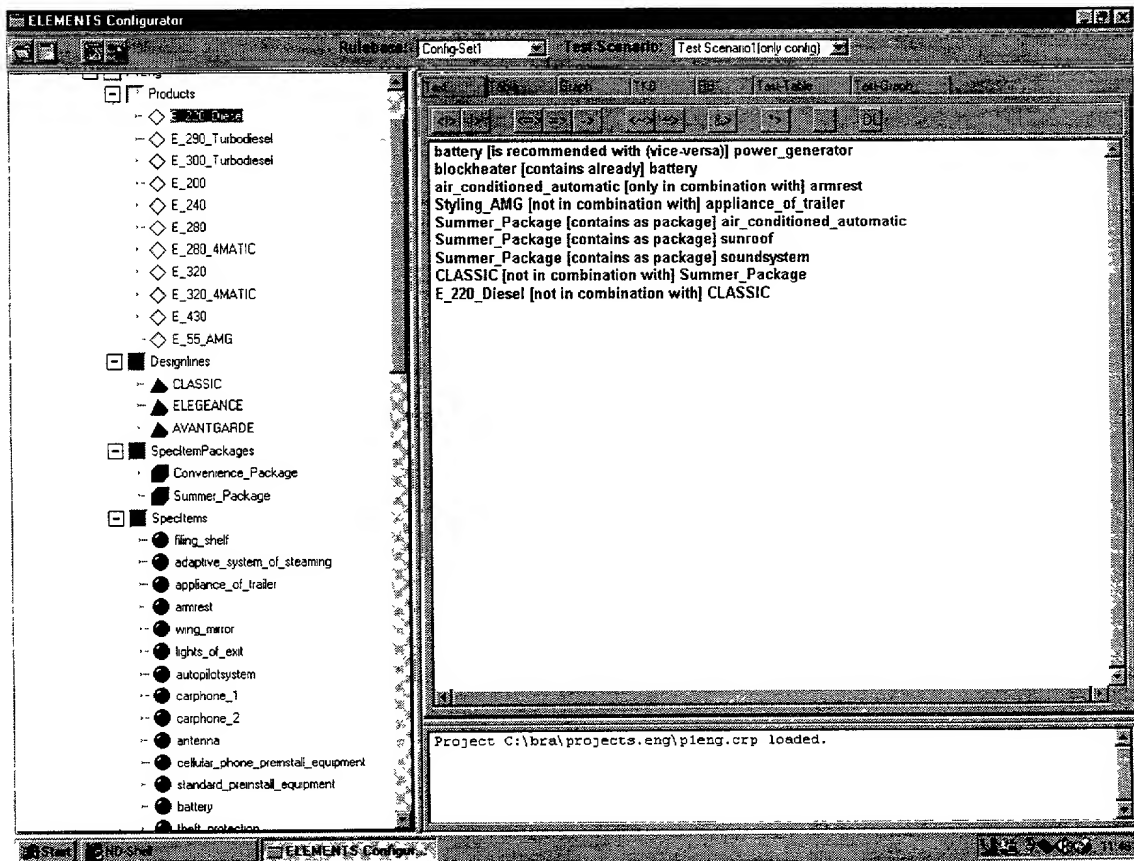 ELEMENTS Configurator
Rulebase: Config-Set1 Test-Scenario: Test Scenario1(only config)
Products
E_290_Turbodiesel
E_300_Turbodiesel
E_200
E_240
E_280
E_280_4MATIC
E_320
E_320_4MATIC
E_430
E_55_AMG
Designlines
CLASSIC
ELEGEANCE
AVANTGARDE
SpecItemPackages
Convenience_Package
Summer_Package
SpecItems
filing_shelf
adaptive_system_of_steaming
appliance_of_trailer
armrest
wing_mirror
lights_of_exit
autopilotsystem
carphone_1
carphone_2
antenna
cellular_phone_preinstall_equipment
standard_preinstall_equipment
battery
theft_protection
Text Table Graph Test-Table Test-Graph
battery [is recommended with (vice-versa)] power_generator
blockheater [contains already] battery
air_conditioned_automatic [only in combination with] armrest
Styling_AMG [not in combination with] appliance_of_trailer
Summer_Package [contains as package] air_conditioned_automatic
Summer_Package [contains as package] sunroof
Summer_Package [contains as package] soundsystem
CLASSIC [not in combination with] Summer_Package
E_220_Diesel [not in combination with] CLASSIC
Project C:\bra\projects.eng\p1eng.crp loaded.
Start ND-Shell ELEMENTS Configur...